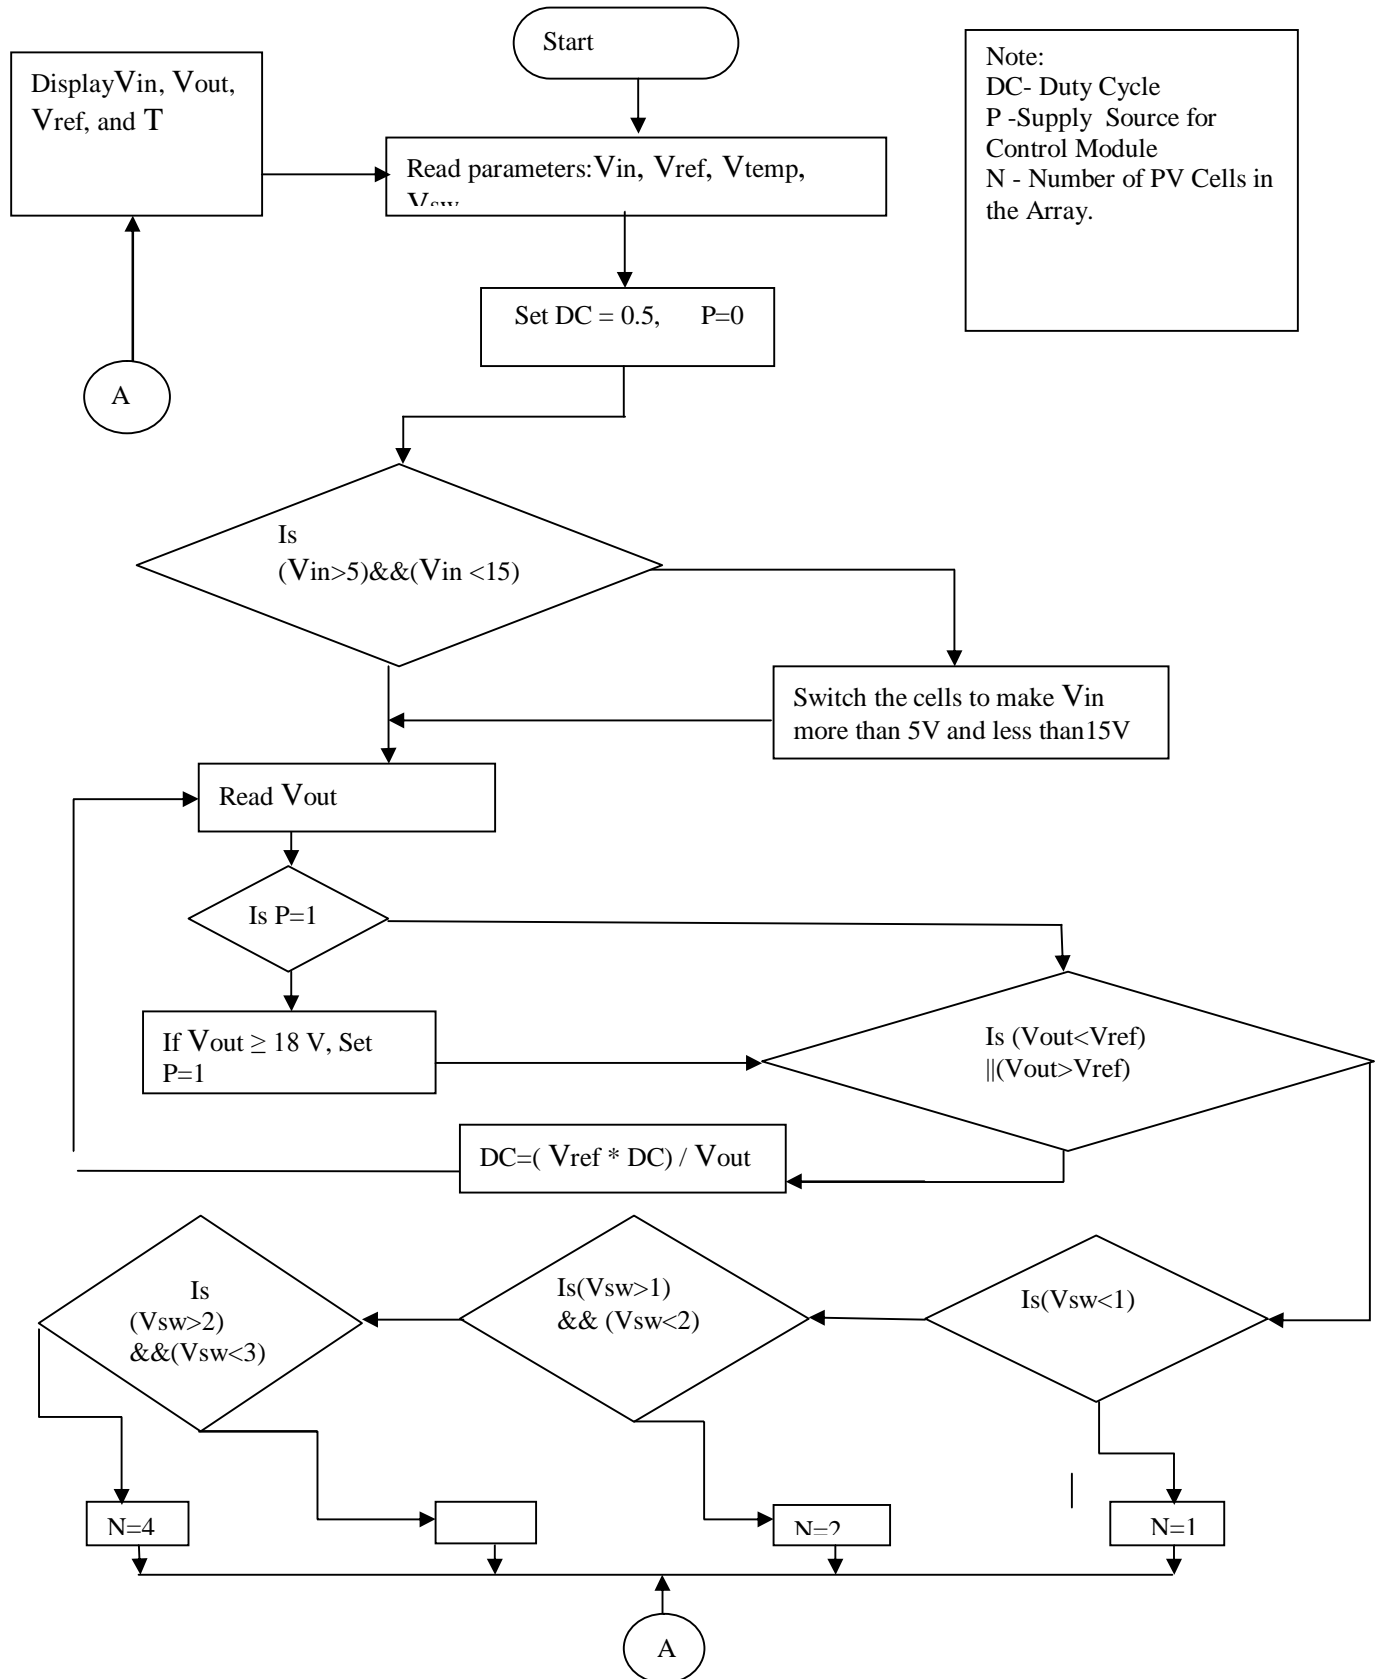 Start
DisplayVin, Vout,
Vref, and T
Note:
DC- Duty Cycle
P -Supply Source for
Control Module
N - Number of PV Cells in
the Array.
Read parameters:Vin, Vref, Vtemp,
Vsw
Set DC = 0.5, P=0
A
Is
(Vin>5)&&(Vin <15)
Switch the cells to make Vin
more than 5V and less than15V
Read Vout
Is P=1
If Vout ≥ 18 V, Set
P=1
Is (Vout<Vref)
||(Vout>Vref)
DC=( Vref * DC) / Vout
Is
(Vsw>2)
&&(Vsw<3)
Is(Vsw>1)
&& (Vsw<2)
Is(Vsw<1)
N=4
N=2
N=1
A